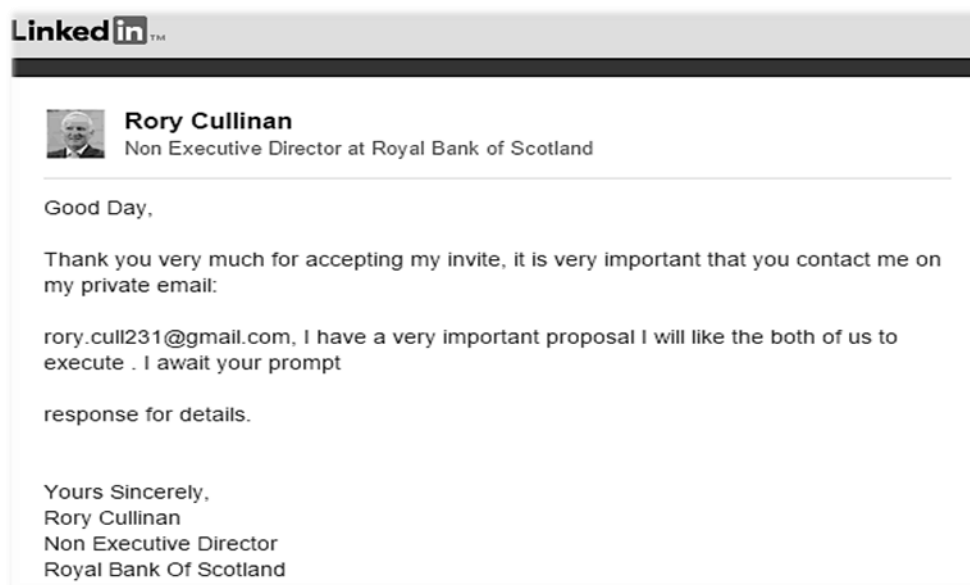 Linked in TM
Rory Cullinan
Non Executive Director at Royal Bank of Scotland
Good Day,
Thank you very much for accepting my invite, it is very important that you contact me on
my private email:
rory.cull231@gmail.com, I have a very important proposal I will like the both of us to
execute . I await your prompt
response for details.
Yours Sincerely,
Rory Cullinan
Non Executive Director
Royal Bank Of Scotland